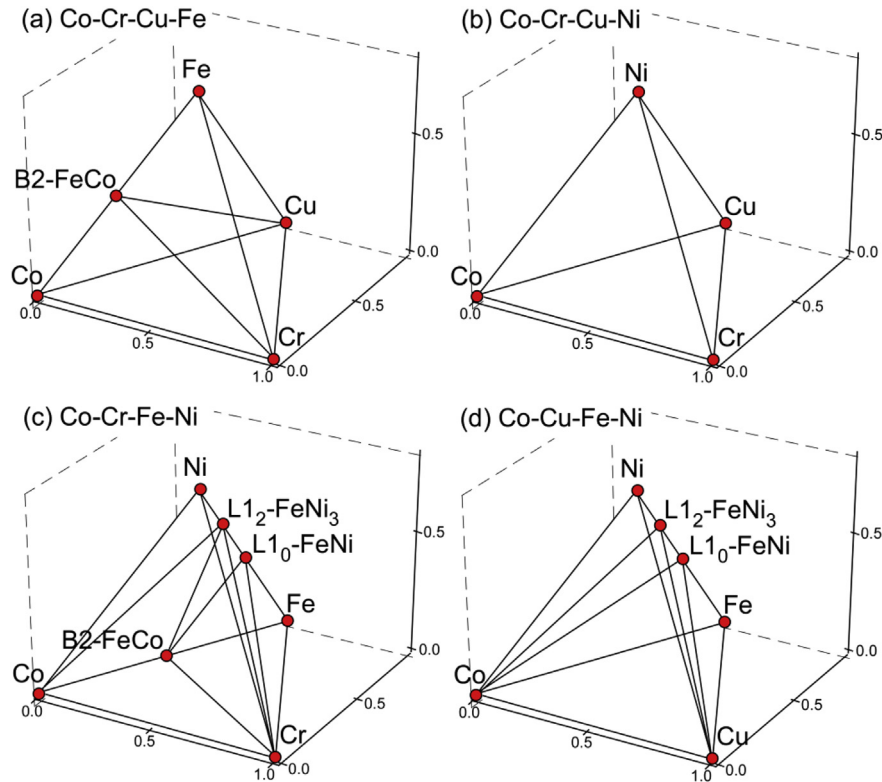 (a) Co-Cr-Cu-Fe
Fe
0.5
B2-FeCo
Cu
0.0
Co
0.0
0.5
0.5
Cr
1.0
0.0
(b) Co-Cr-Cu-Ni
Ni
0.5
Cu
0.0
Co
0.0
0.5
0.5
Cr
1.0
0.0
(c) Co-Cr-Fe-Ni
Ni
L1₂-FeNi₃
0.5
L1₀-FeNi
Fe
B2-FeCo
0.0
Co
0.0
0.5
0.5
Cr
1.0
0.0
(d) Co-Cu-Fe-Ni
Ni
L1₂-FeNi₃
0.5
L1₀-FeNi
Fe
0.0
Co
0.0
0.5
0.5
Cu
1.0
0.0